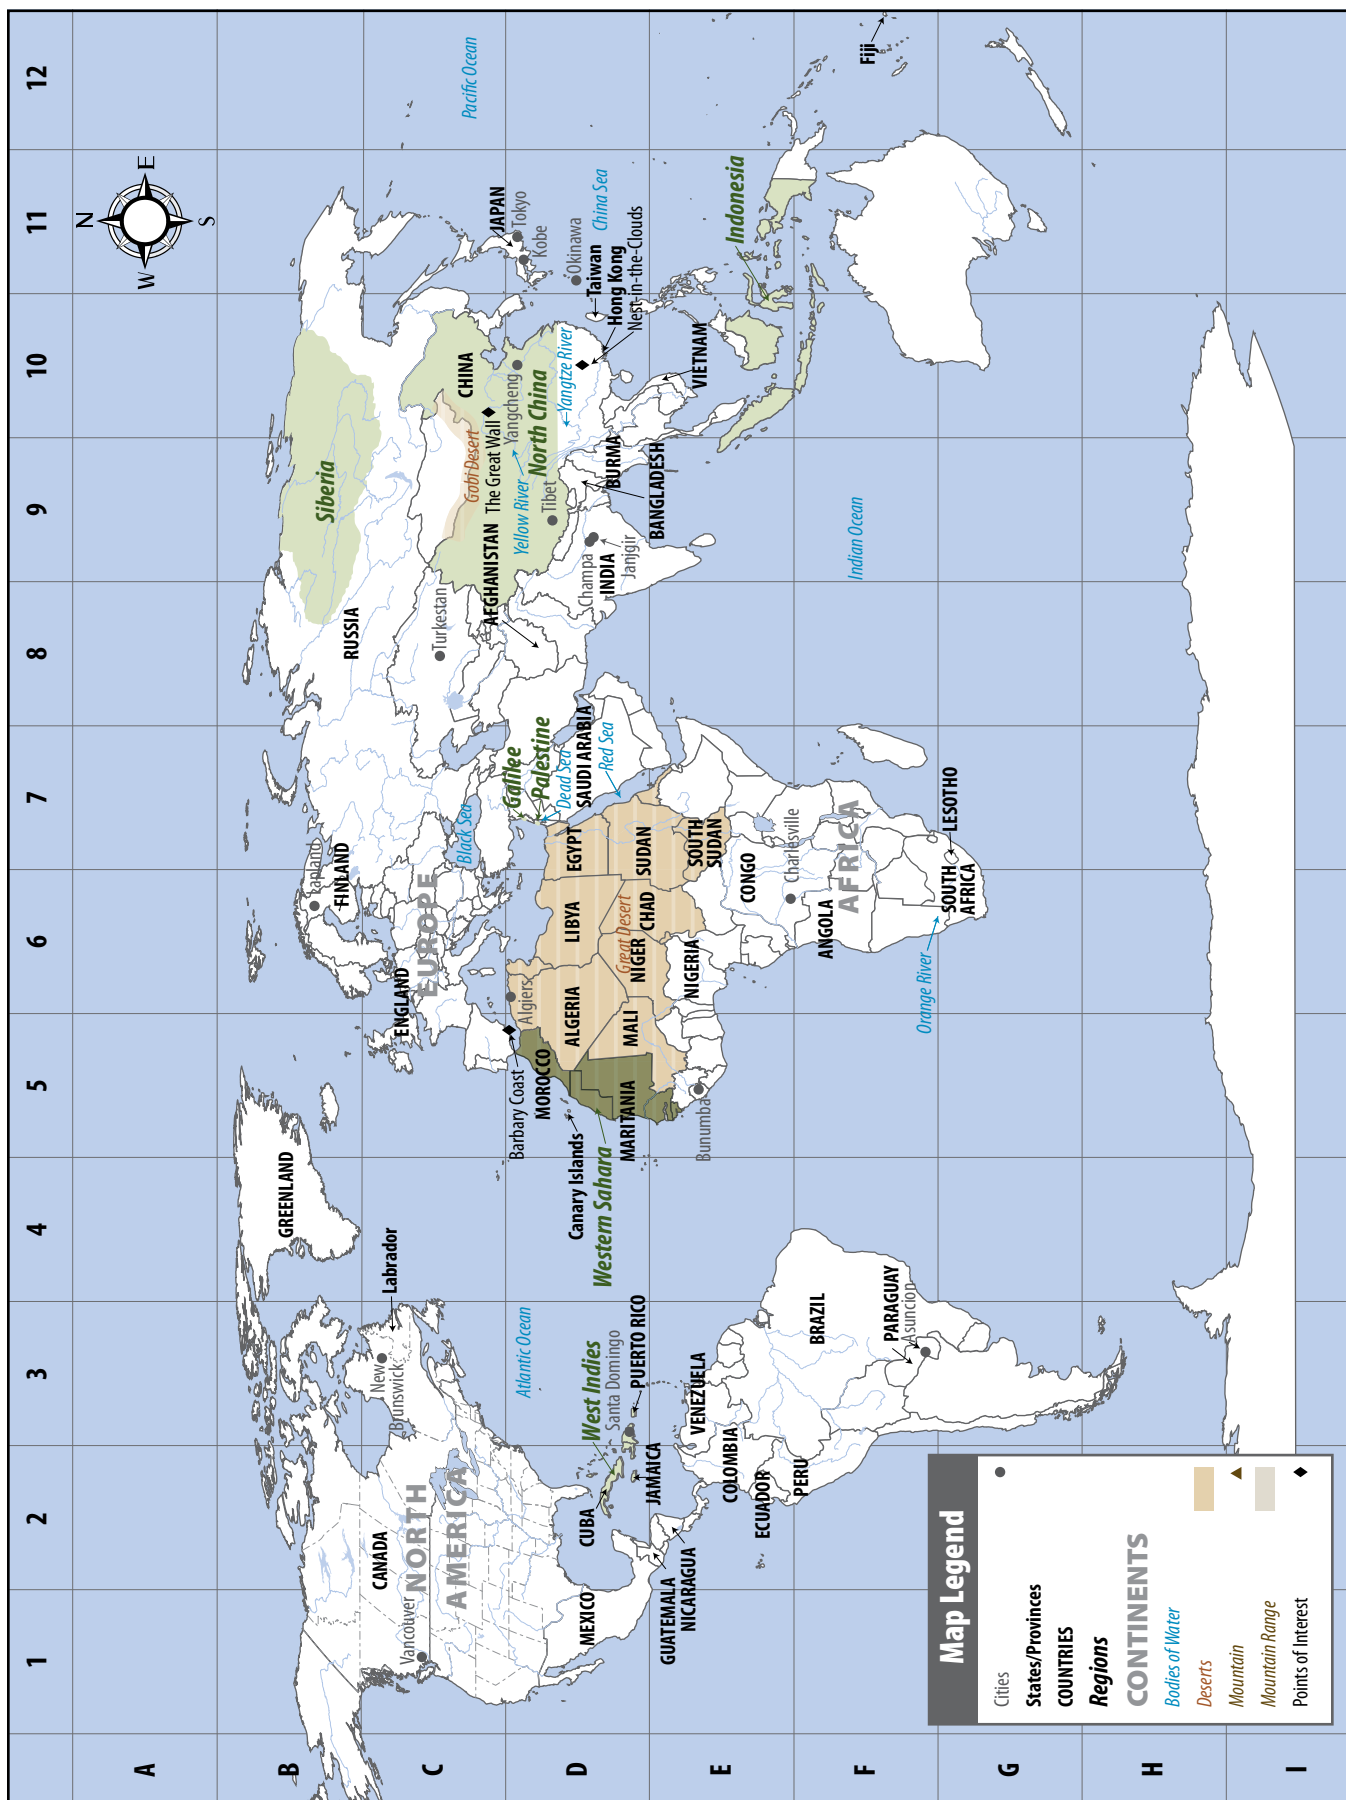 1
2
3
4
5
6
7
8
9
10
11
12
A
B
C
D
E
F
G
H
I
N
E
S
W
GREENLAND
Labrador
New
Brunswick
CANADA
Vancouver
NORTH
AMERICA
Atlantic Ocean
MEXICO
CUBA
West Indies
Santa Domingo
PUERTO RICO
JAMAICA
GUATEMALA
NICARAGUA
VENEZUELA
COLOMBIA
ECUADOR
PERU
BRAZIL
PARAGUAY
Asuncion
Lapland
FINLAND
ENGLAND
EUROPE
Black Sea
Algiers
Barbary Coast
MOROCCO
Canary Islands
Western Sahara
MARITANIA
ALGERIA
MALI
LIBYA
Great Desert
NIGER
CHAD
EGYPT
SUDAN
SOUTH
SUDAN
NIGERIA
Bunumba
CONGO
Charlesville
AFRICA
ANGOLA
Orange River
SOUTH
AFRICA
LESOTHO
Galilee
Palestine
Dead Sea
SAUDI ARABIA
Red Sea
Siberia
RUSSIA
Turkestan
AFGHANISTAN
Gobi Desert
The Great Wall
CHINA
Yangcheng
Yellow River
North China
Tibet
Yangtze River
Champa
INDIA
Janjgir
BURMA
BANGLADESH
VIETNAM
JAPAN
Tokyo
Kobe
Okinawa
China Sea
Taiwan
Hong Kong
Nest-in-the-Clouds
Indonesia
Pacific Ocean
Indian Ocean
Fiji
Map Legend
Cities
States/Provinces
COUNTRIES
Regions
CONTINENTS
Bodies of Water
Deserts
Mountain
Mountain Range
Points of Interest